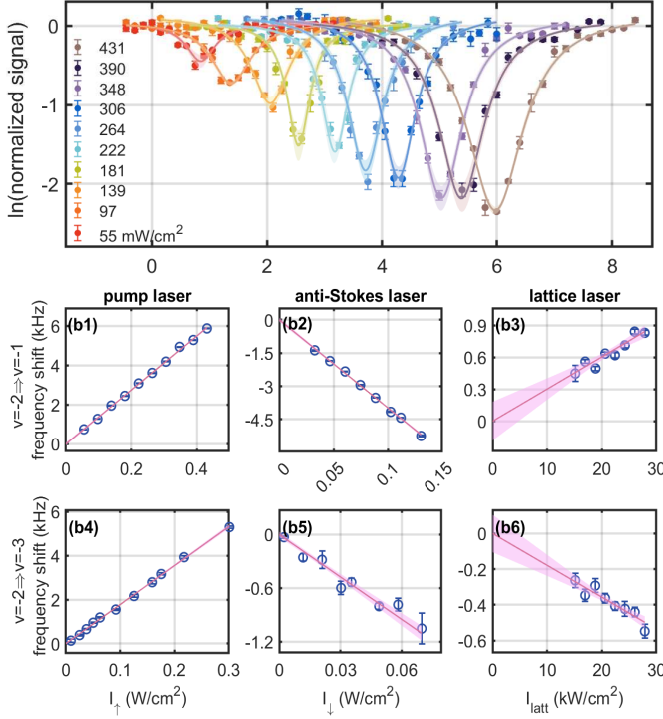 0
-1
-2
ln(normalized signal)
431
390
348
306
264
222
181
139
97
55 mW/cm²
0 2 4 6 8
pump laser
anti-Stokes laser
lattice laser
v=-2⇒v=-1
frequency shift (kHz)
(b1)
6
4
2
0
0 0.2 0.4
(b2)
0
-1.5
-3
-4.5
0 0.05 0.1 0.15
(b3)
0.9
0.6
0.3
0
0 10 20 30
v=-2⇒v=-3
frequency shift (kHz)
(b4)
6
4
2
0
0 0.1 0.2 0.3
I↑ (W/cm²)
(b5)
0
-0.6
-1.2
0 0.03 0.06
I↓ (W/cm²)
(b6)
0
-0.2
-0.4
-0.6
0 10 20 30
I_latt (kW/cm²)